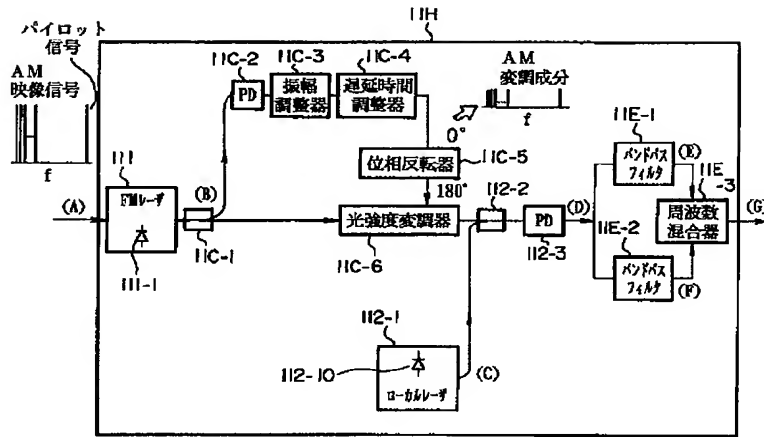 11H
パイロット
信号
AM
映像信号
f
(A)
111
FMレーザ
111-1
(B)
11C-1
11C-2
PD
11C-3
振幅
調整器
11C-4
遅延時間
調整器
AM
変調成分
f
0°
位相反転器
11C-5
180°
光強度変調器
11C-6
112-2
PD
112-3
(D)
112-1
112-10
ローカルレーザ
(C)
11E-1
バンドパス
フィルタ
(E)
11E-2
バンドパス
フィルタ
(F)
11E
-3
周波数
混合器
(G)